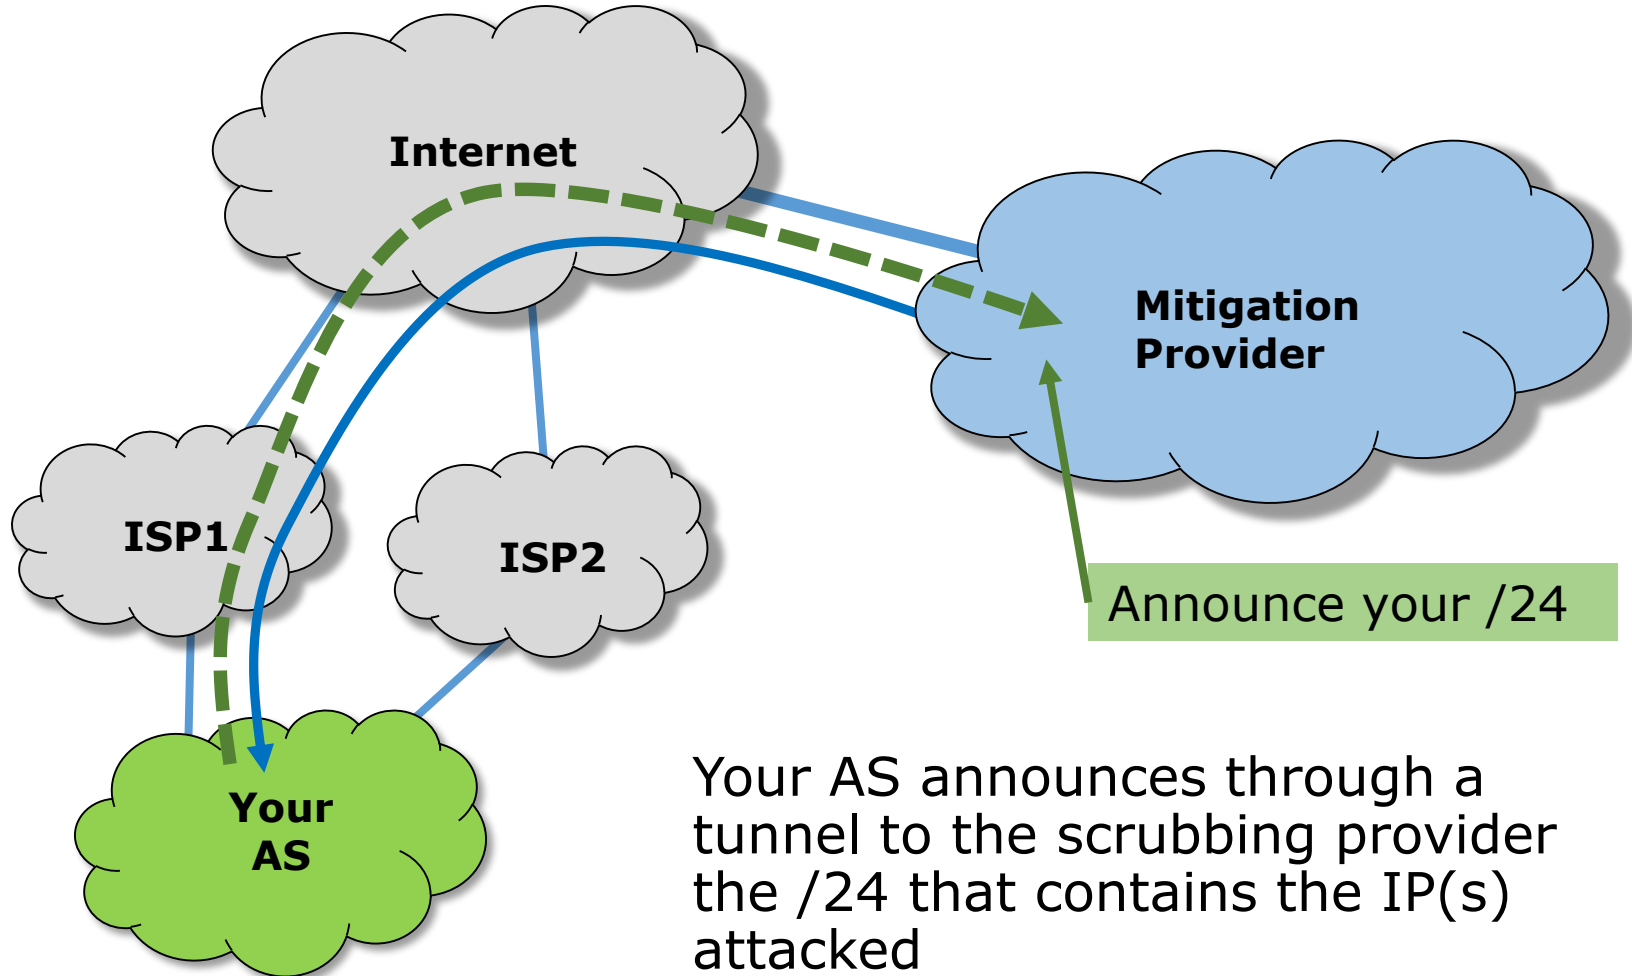 Internet
Mitigation
Provider
ISP1
ISP2
Announce your /24
Your
AS
Your AS announces through a
tunnel to the scrubbing provider
the /24 that contains the IP(s)
attacked